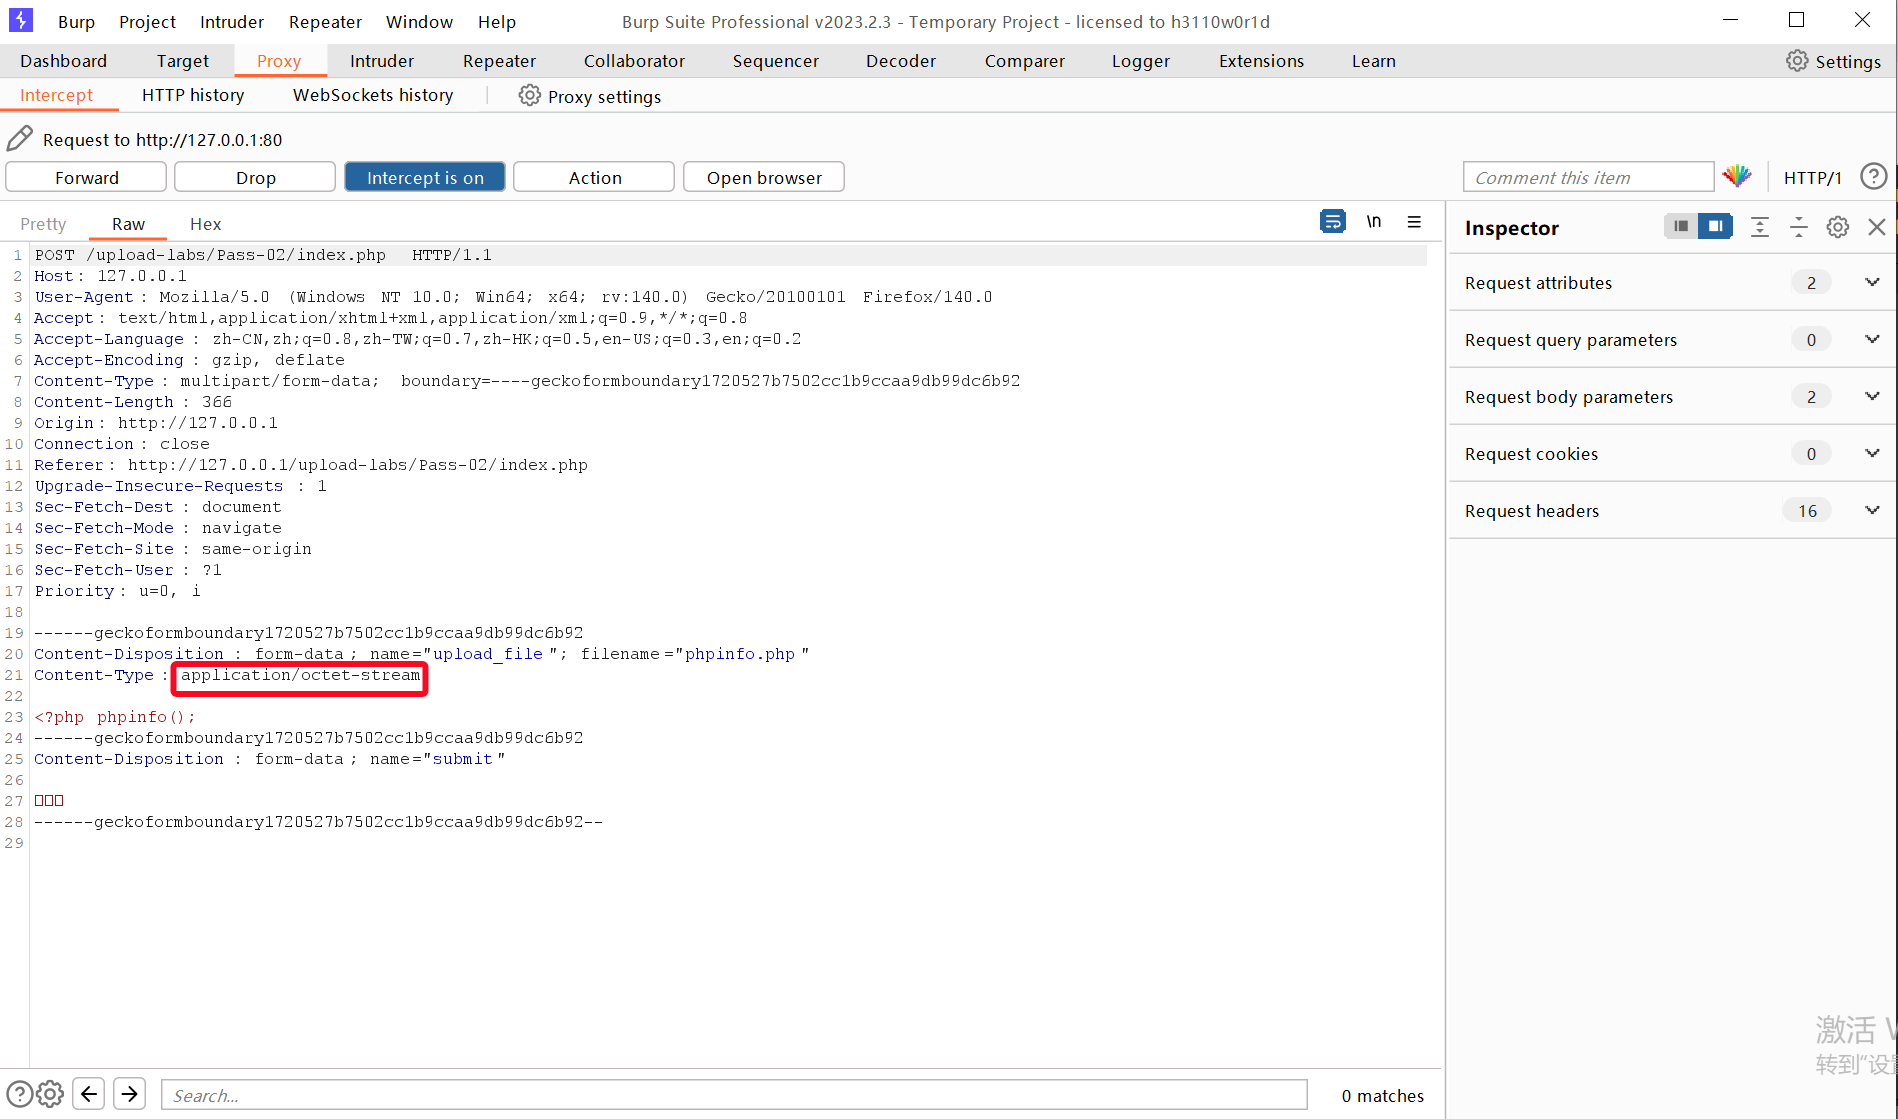 Burp Project Intruder Repeater Window Help Burp Suite Professional v2023.2.3 - Temporary Project - licensed to h3110w0r1d
Dashboard Target Proxy Intruder Repeater Collaborator Sequencer Decoder Comparer Logger Extensions Learn Settings
Intercept HTTP history WebSockets history Proxy settings
Request to http://127.0.0.1:80
Forward Drop Intercept is on Action Open browser Comment this item HTTP/1
Pretty Raw Hex \n
Inspector
1 POST /upload-labs/Pass-02/index.php HTTP/1.1
2 Host: 127.0.0.1
3 User-Agent: Mozilla/5.0 (Windows NT 10.0; Win64; x64; rv:140.0) Gecko/20100101 Firefox/140.0
4 Accept: text/html,application/xhtml+xml,application/xml;q=0.9,*/*;q=0.8
5 Accept-Language: zh-CN,zh;q=0.8,zh-TW;q=0.7,zh-HK;q=0.5,en-US;q=0.3,en;q=0.2
6 Accept-Encoding: gzip, deflate
7 Content-Type: multipart/form-data; boundary=----geckoformboundary1720527b7502cc1b9ccaa9db99dc6b92
8 Content-Length: 366
9 Origin: http://127.0.0.1
10 Connection: close
11 Referer: http://127.0.0.1/upload-labs/Pass-02/index.php
12 Upgrade-Insecure-Requests: 1
13 Sec-Fetch-Dest: document
14 Sec-Fetch-Mode: navigate
15 Sec-Fetch-Site: same-origin
16 Sec-Fetch-User: ?1
17 Priority: u=0, i
18
19 ------geckoformboundary1720527b7502cc1b9ccaa9db99dc6b92
20 Content-Disposition: form-data; name="upload_file"; filename="phpinfo.php"
21 Content-Type: application/octet-stream
22
23 <?php phpinfo();
24 ------geckoformboundary1720527b7502cc1b9ccaa9db99dc6b92
25 Content-Disposition: form-data; name="submit"
26
27 □□□
28 ------geckoformboundary1720527b7502cc1b9ccaa9db99dc6b92--
29
Request attributes 2
Request query parameters 0
Request body parameters 2
Request cookies 0
Request headers 16
激活 W
转到"设置
Search... 0 matches